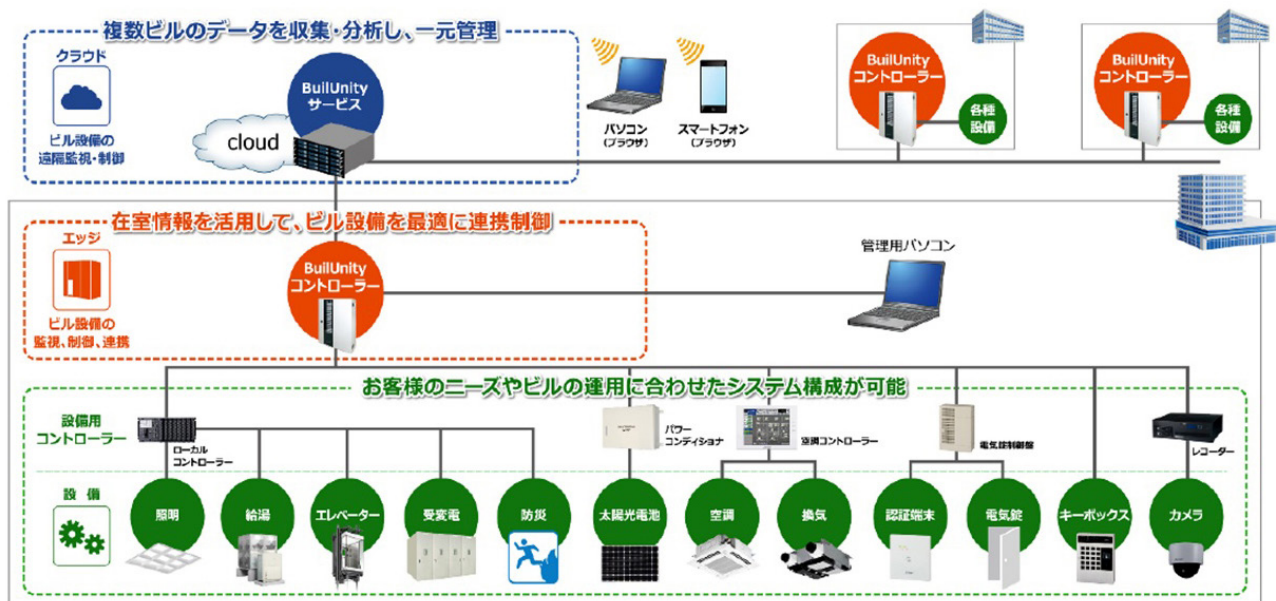 複数ビルのデータを収集・分析し、一元管理
クラウド
BuilUnity
サービス
cloud
ビル設備の
遠隔監視・制御
パソコン
（ブラウザ）
スマートフォン
（ブラウザ）
BuilUnity
コントローラー
各種
設備
BuilUnity
コントローラー
各種
設備
在室情報を活用して、ビル設備を最適に連携制御
エッジ
BuilUnity
コントローラー
ビル設備の
監視、制御、連携
管理用パソコン
お客様のニーズやビルの運用に合わせたシステム構成が可能
設備用
コントローラー
ローカル
コントローラー
パワー
コンディショナ
空調コントローラー
電気錠制御盤
レコーダー
設備
照明
給湯
エレベーター
受変電
防災
太陽光電池
空調
換気
認証端末
電気錠
キーボックス
カメラ